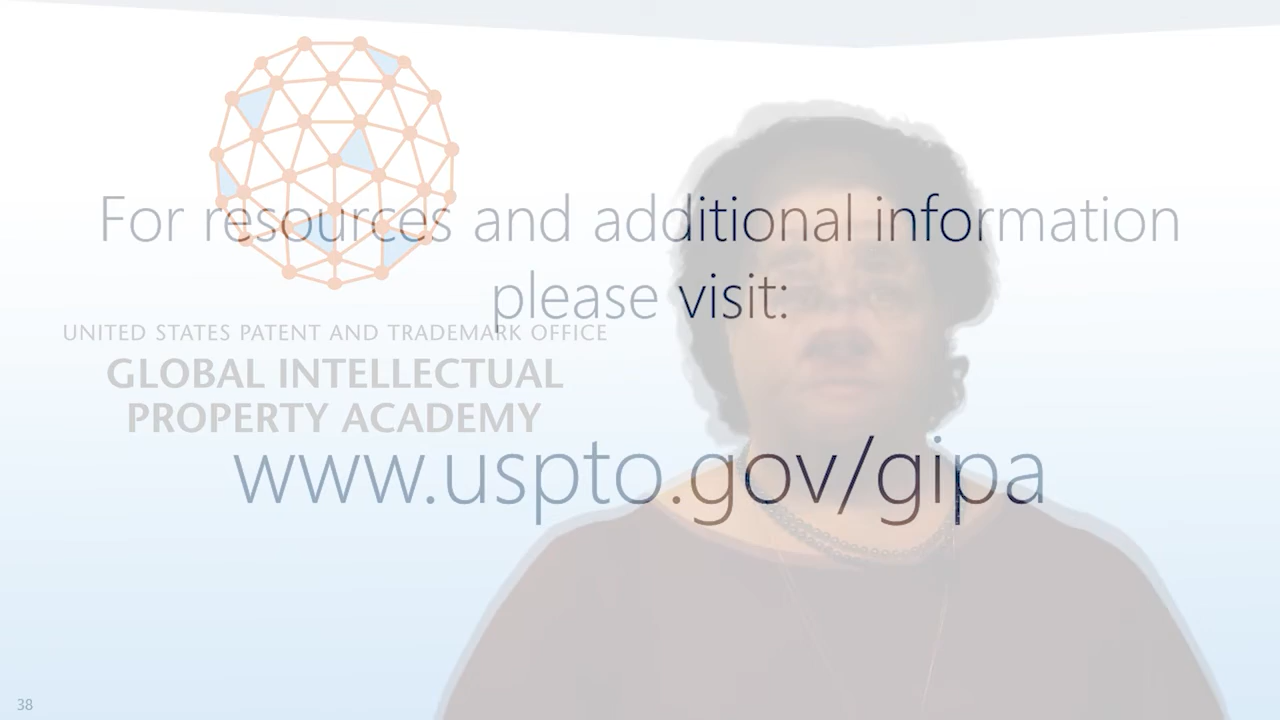 For resources and additional information
please visit:
UNITED STATES PATENT AND TRADEMARK OFFICE
GLOBAL INTELLECTUAL
PROPERTY ACADEMY
www.uspto.gov/gipa
38